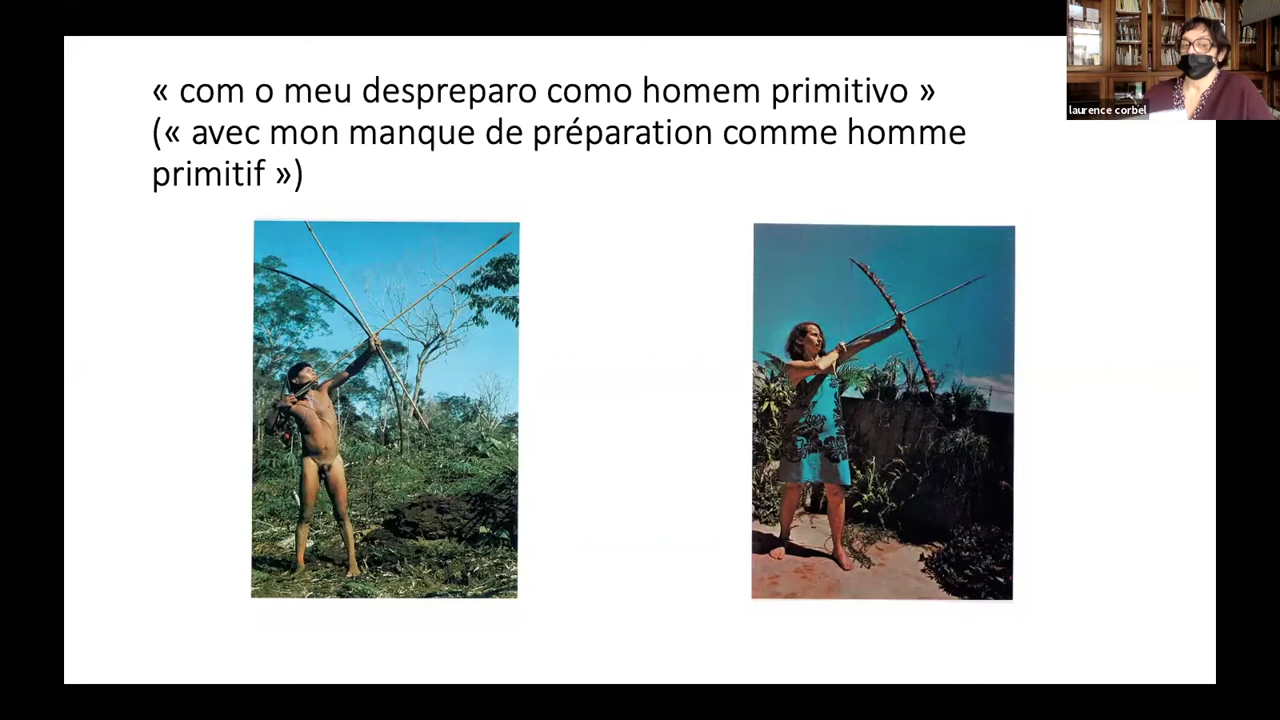 « com o meu despreparo como homem primitivo »
(« avec mon manque de préparation comme homme
primitif »)
laurence corbel